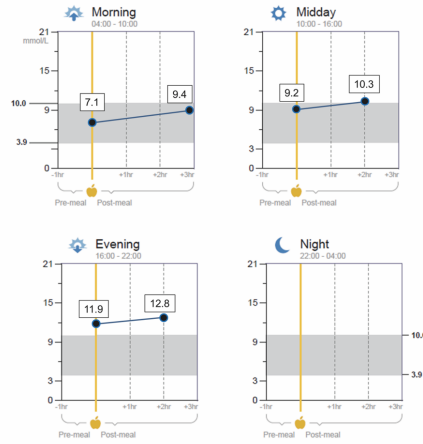 Morning
04:00 - 10:00
21
mmol/L
15
10.0
9
3.9
3
0
7.1
9.4
-1hr
+1hr
+2hr
+3hr
Pre-meal
Post-meal
Midday
10:00 - 16:00
21
15
9
3
0
9.2
10.3
-1hr
+1hr
+2hr
+3hr
Pre-meal
Post-meal
Evening
16:00 - 22:00
21
15
9
3
0
11.9
12.8
-1hr
+1hr
+2hr
+3hr
Pre-meal
Post-meal
Night
22:00 - 04:00
21
15
9
3
0
10.
3.9
-1hr
+1hr
+2hr
+3hr
Pre-meal
Post-meal